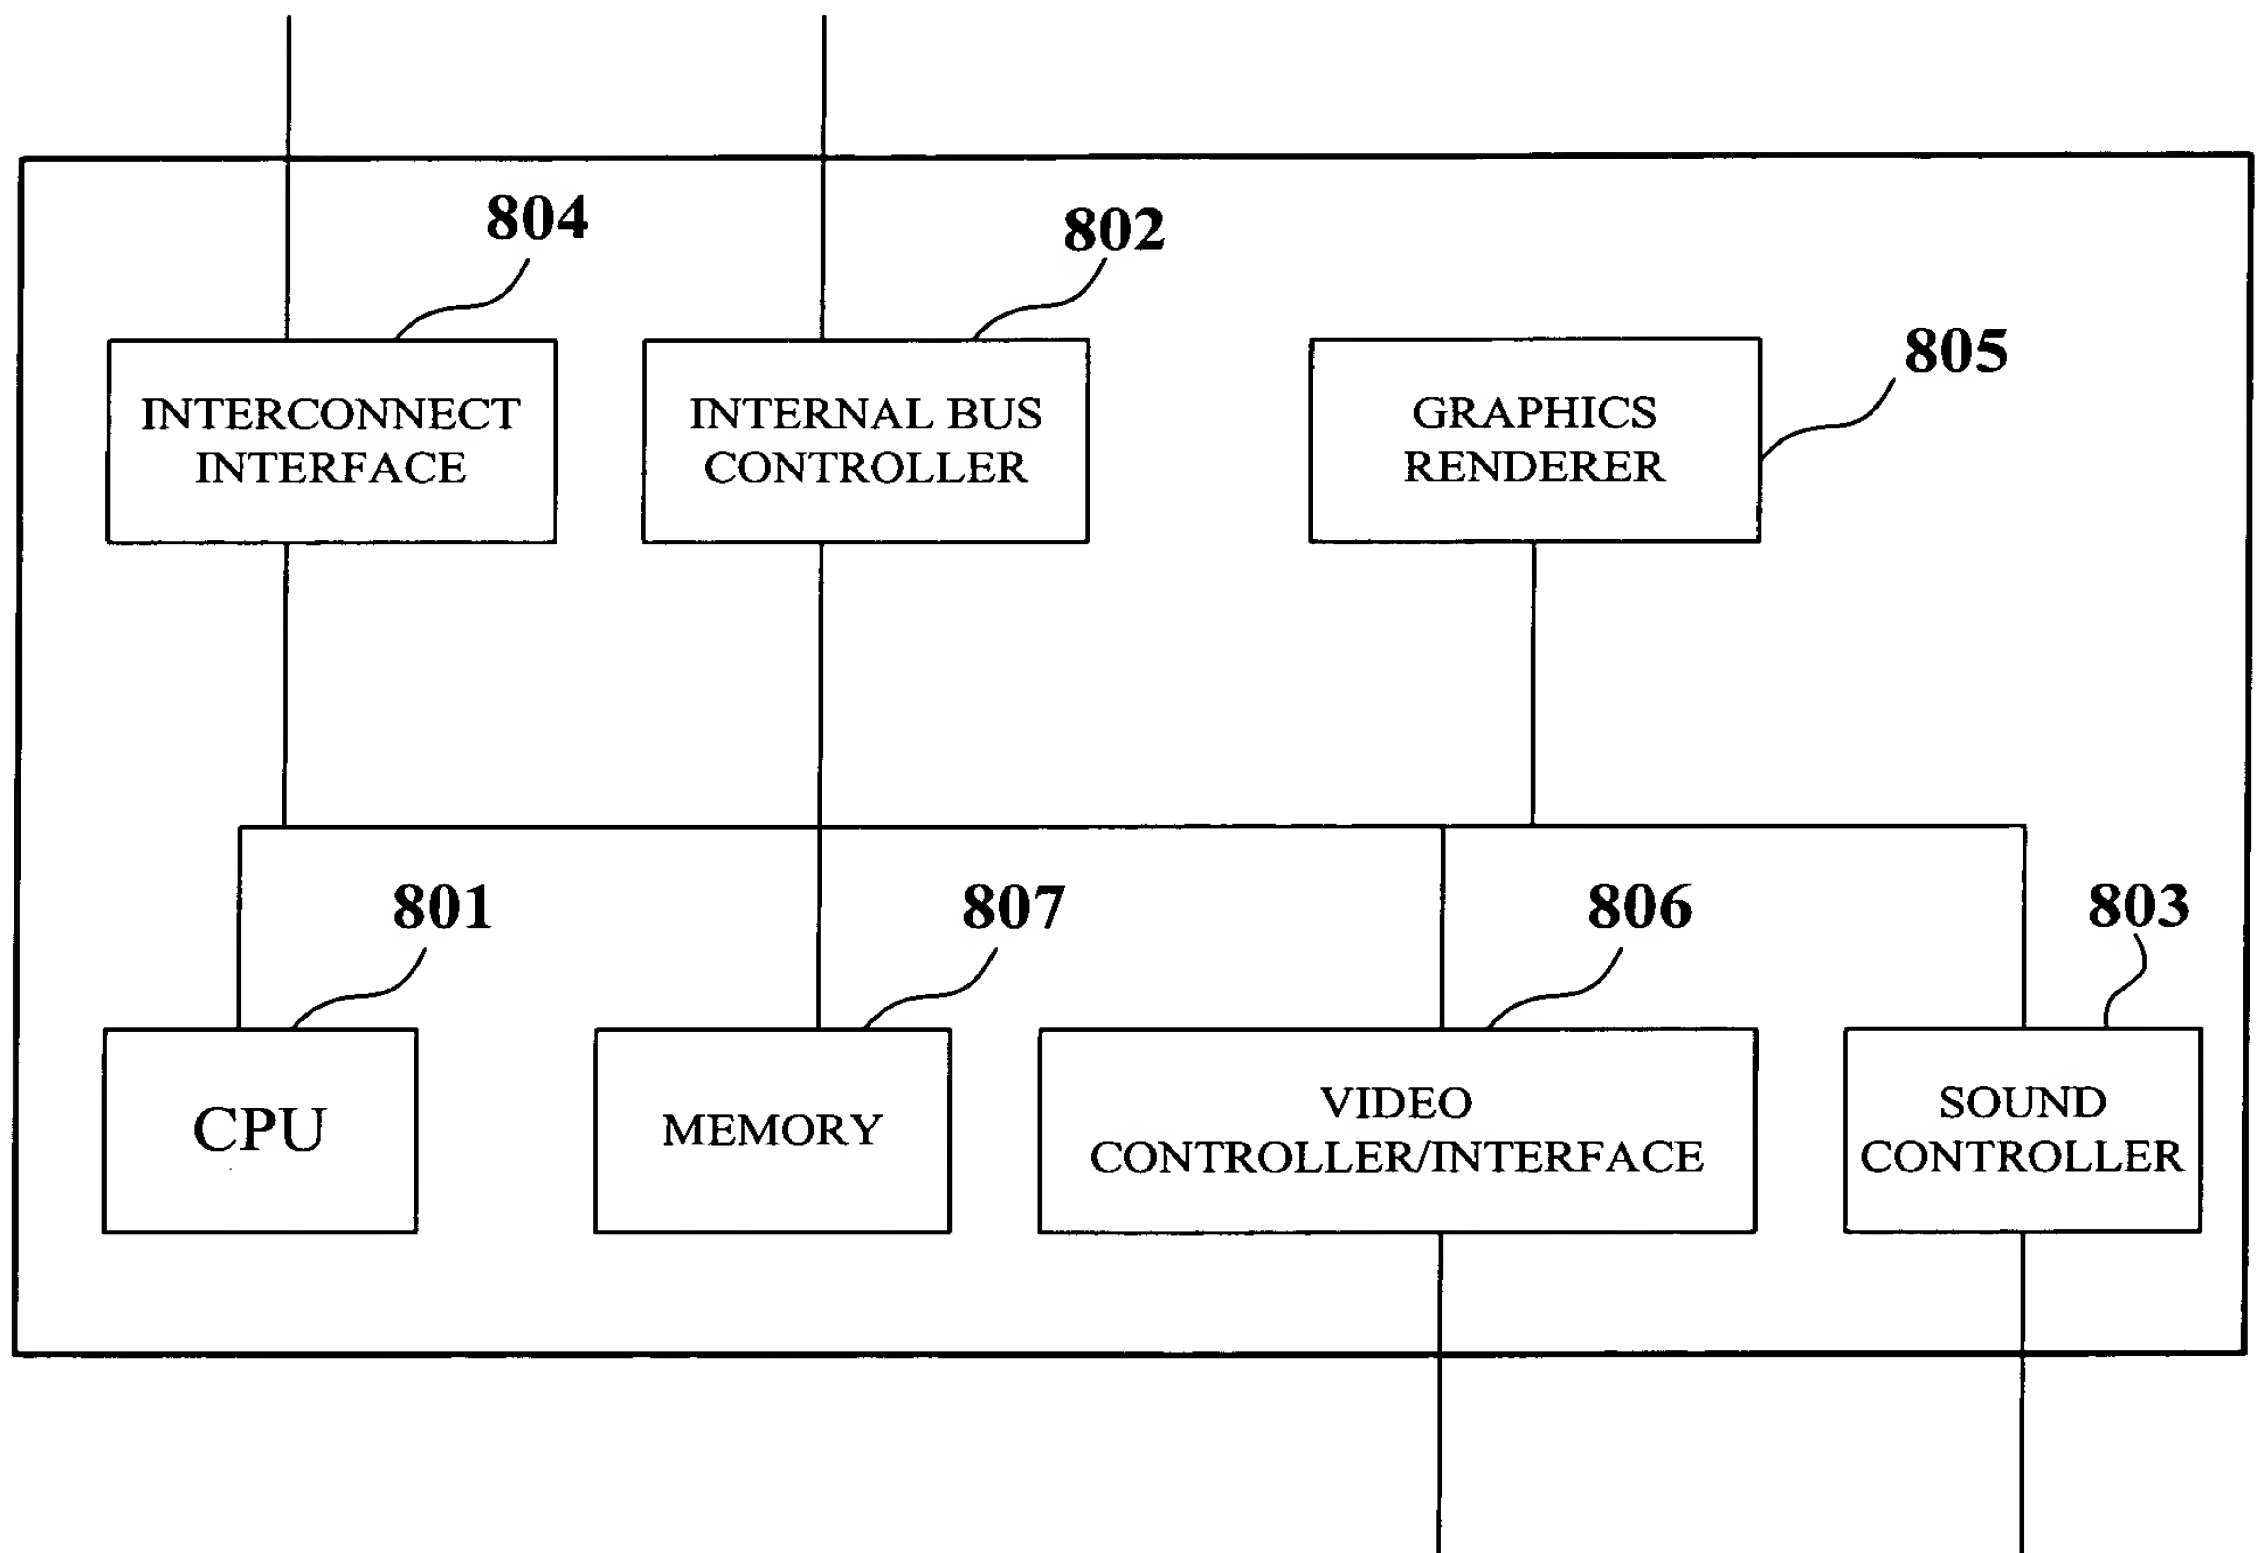 804
802
805
INTERCONNECT
INTERFACE
INTERNAL BUS
CONTROLLER
GRAPHICS
RENDERER
801
807
806
803
CPU
MEMORY
VIDEO
CONTROLLER/INTERFACE
SOUND
CONTROLLER